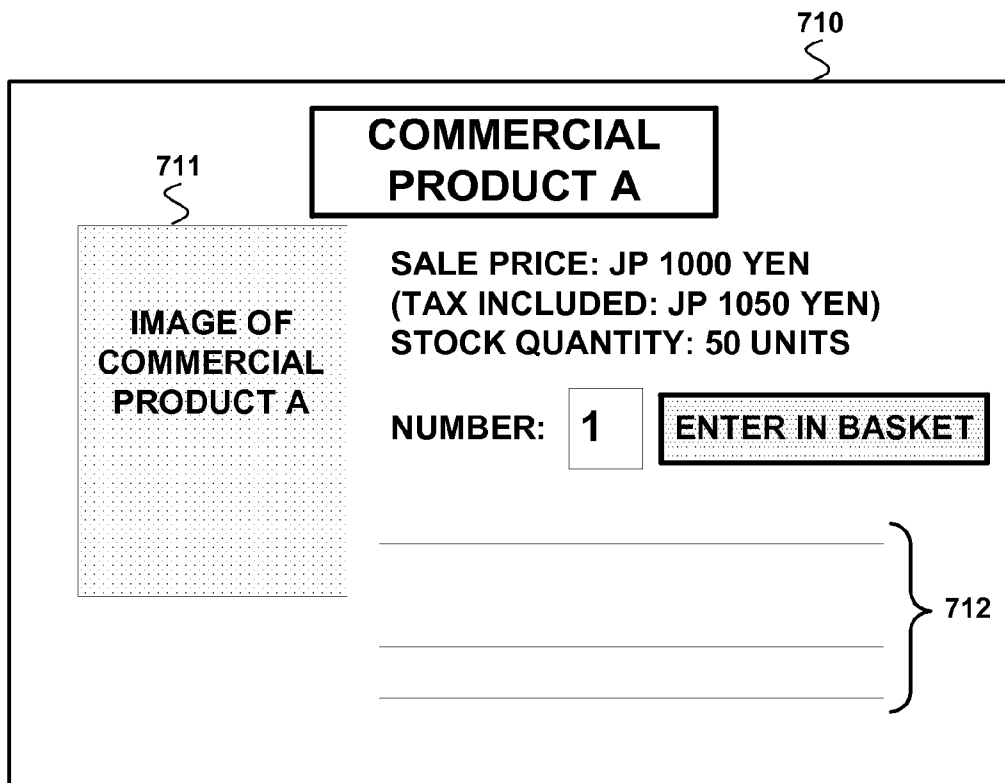 710
COMMERCIAL
PRODUCT A
711
IMAGE OF
COMMERCIAL
PRODUCT A
SALE PRICE: JP 1000 YEN
(TAX INCLUDED: JP 1050 YEN)
STOCK QUANTITY: 50 UNITS
NUMBER: 1 ENTER IN BASKET
712